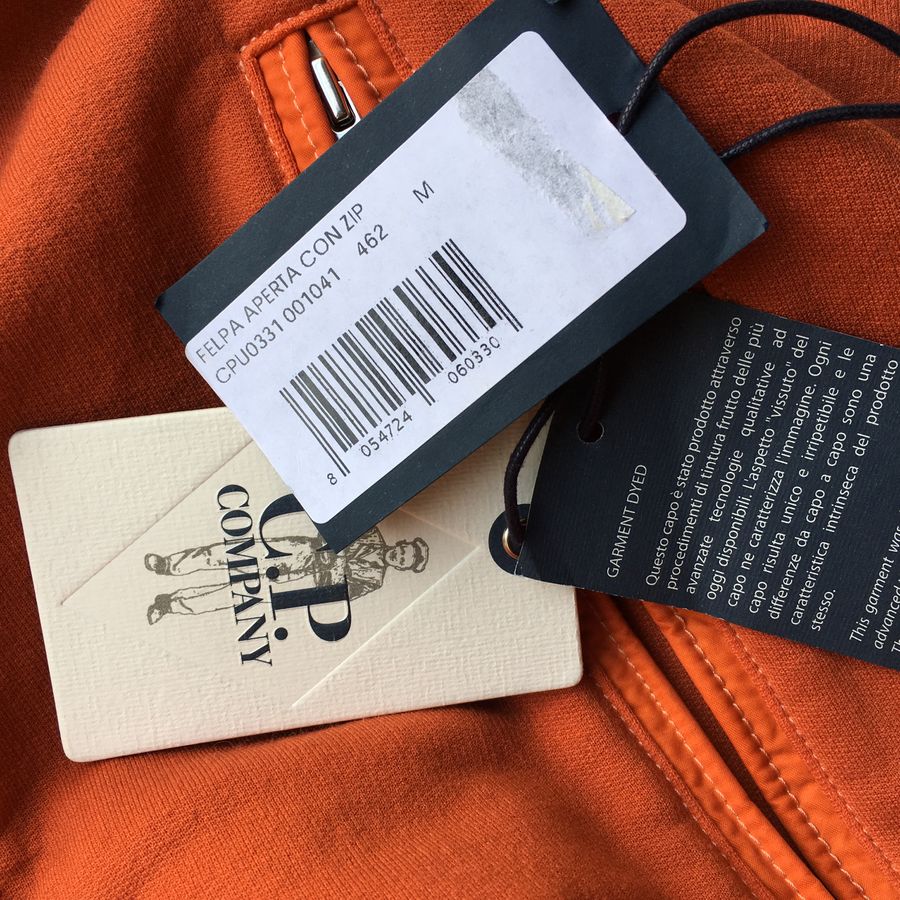 FELPA APERTA CON ZIP
CPU0331 001041 462 M
8 054724 060330
C.P.
COMPANY
GARMENT DYED
Questo capo è stato prodotto attraverso
procedimenti di tintura frutto delle più
avanzate tecnologie qualitative ad
oggi disponibili. L'aspetto "vissuto" del
capo ne caratterizza l'immagine. Ogni
capo risulta unico e irripetibile e le
differenze da capo a capo sono una
caratteristica intrinseca del prodotto
stesso.
This garment was
advanced